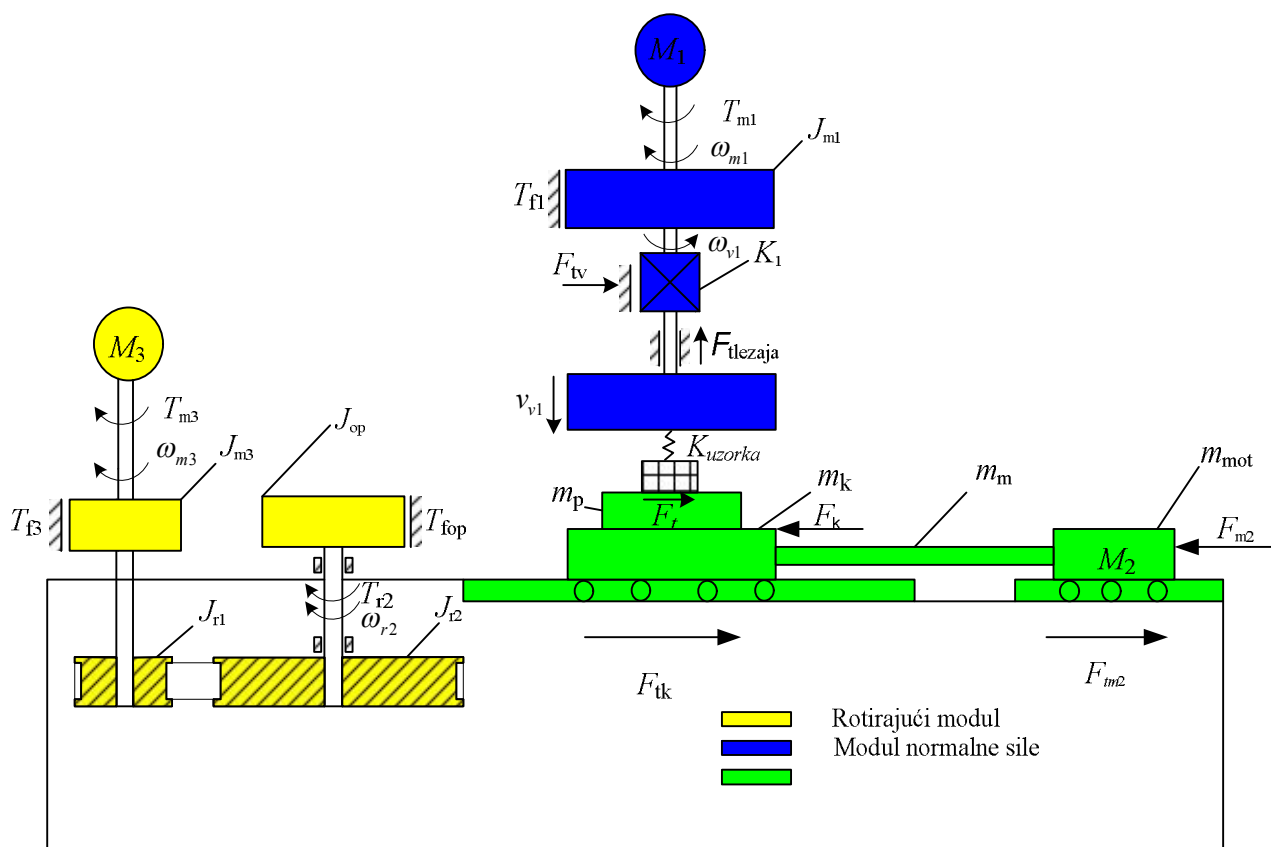 M1
Tm1
ωm1
Jm1
Tf1
ωv1
K1
Ftv
Ftlezaja
vv1
Kuzorka
M3
Tm3
ωm3
Jm3
Jop
Tf3
Tfop
mp
Ft
mk
Fk
mm
mmot
M2
Fm2
Tr2
ωr2
Jr1
Jr2
Ftk
Ftm2
Rotirajući modul
Modul normalne sile